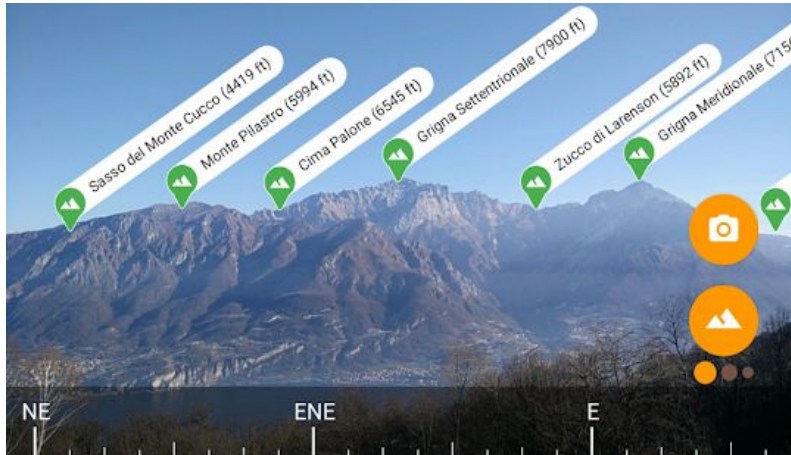 Sasso del Monte Cucco (4419 ft)
Monte Pilastro (5994 ft)
Cima Palone (6545 ft)
Grigna Settentrionale (7900 ft)
Zucco di Larenson (5892 ft)
Grigna Meridionale (715
NE
ENE
E